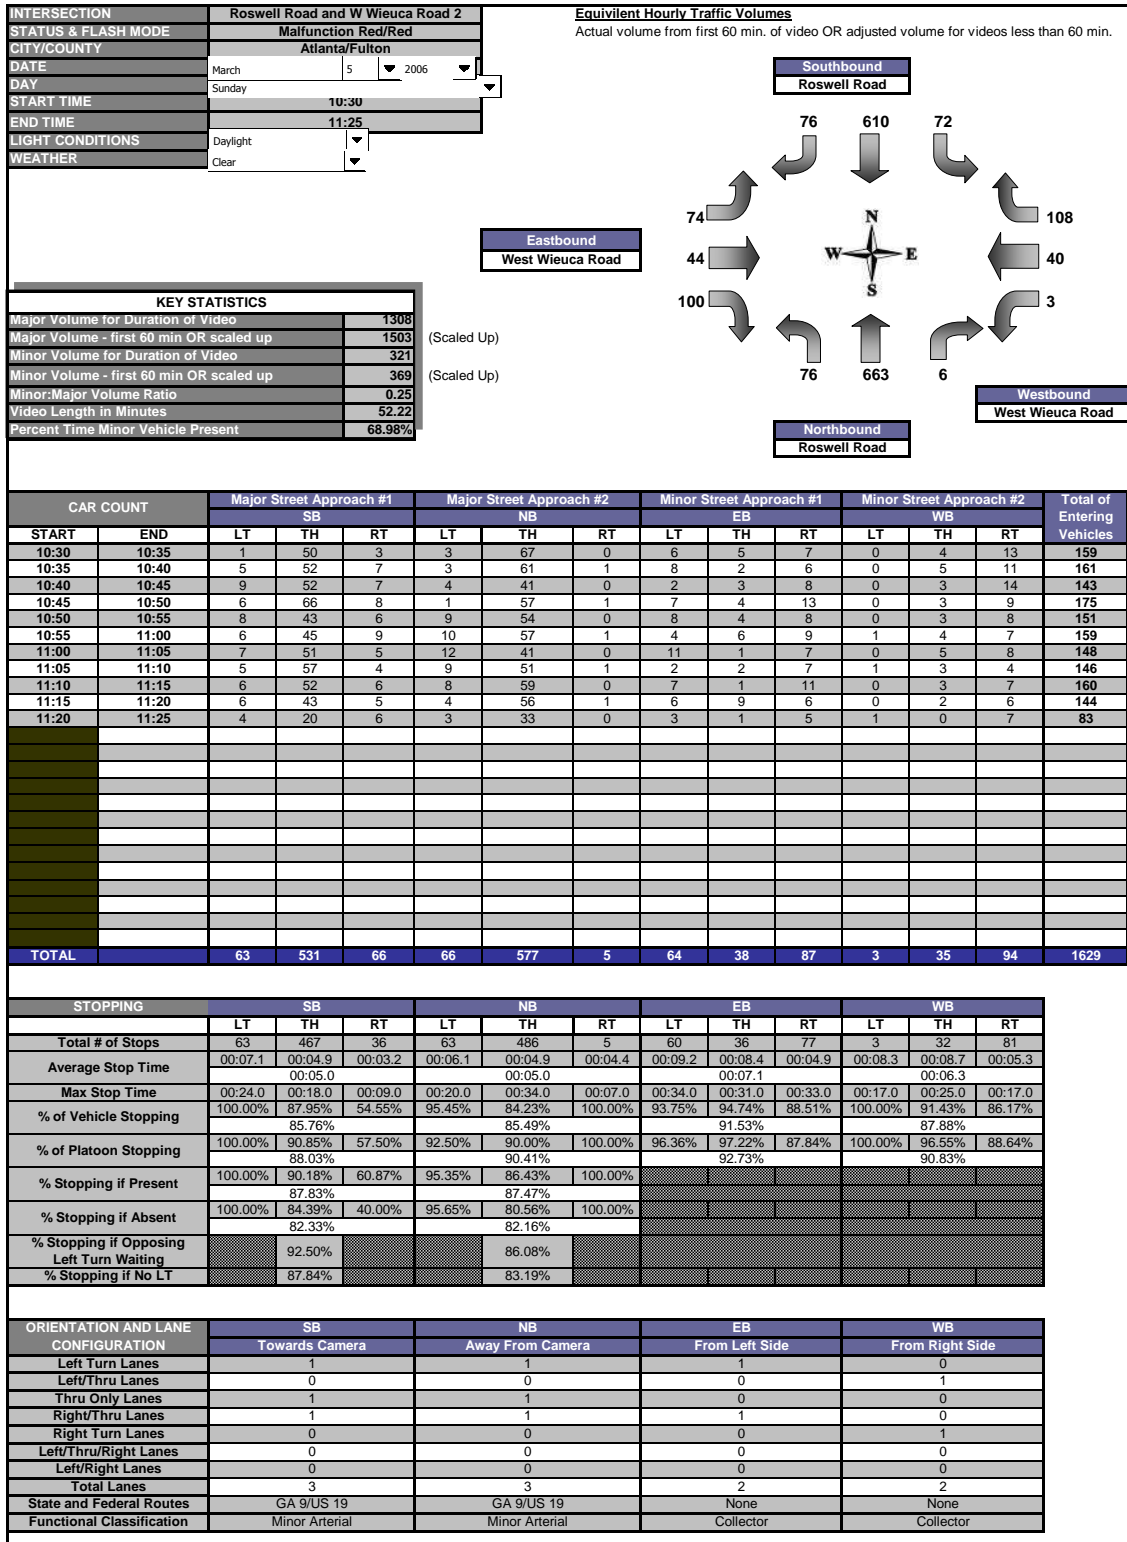 INTERSECTION Roswell Road and W Wieuca Road 2
STATUS & FLASH MODE Malfunction Red/Red
CITY/COUNTY Atlanta/Fulton
DATE March 5 2006
DAY Sunday
START TIME 10:30
END TIME 11:25
LIGHT CONDITIONS Daylight
WEATHER Clear
Equivilent Hourly Traffic Volumes
Actual volume from first 60 min. of video OR adjusted volume for videos less than 60 min.
Southbound
Roswell Road
76 610 72
74 N 108
Eastbound
West Wieuca Road
44 W E 40
S
100 3
76 663 6
Westbound
West Wieuca Road
Northbound
Roswell Road
KEY STATISTICS
Major Volume for Duration of Video 1308
Major Volume - first 60 min OR scaled up 1503 (Scaled Up)
Minor Volume for Duration of Video 321
Minor Volume - first 60 min OR scaled up 369 (Scaled Up)
Minor:Major Volume Ratio 0.25
Video Length in Minutes 52.22
Percent Time Minor Vehicle Present 68.98%
CAR COUNT Major Street Approach #1 Major Street Approach #2 Minor Street Approach #1 Minor Street Approach #2 Total of
SB NB EB WB Entering
START END LT TH RT LT TH RT LT TH RT LT TH RT Vehicles
10:30 10:35 1 50 3 3 67 0 6 5 7 0 4 13 159
10:35 10:40 5 52 7 3 61 1 8 2 6 0 5 11 161
10:40 10:45 9 52 7 4 41 0 2 3 8 0 3 14 143
10:45 10:50 6 66 8 1 57 1 7 4 13 0 3 9 175
10:50 10:55 8 43 6 9 54 0 8 4 8 0 3 8 151
10:55 11:00 6 45 9 10 57 1 4 6 9 1 4 7 159
11:00 11:05 7 51 5 12 41 0 11 1 7 0 5 8 148
11:05 11:10 5 57 4 9 51 1 2 2 7 1 3 4 146
11:10 11:15 6 52 6 8 59 0 7 1 11 0 3 7 160
11:15 11:20 6 43 5 4 56 1 6 9 6 0 2 6 144
11:20 11:25 4 20 6 3 33 0 3 1 5 1 0 7 83
TOTAL 63 531 66 66 577 5 64 38 87 3 35 94 1629
STOPPING SB NB EB WB
LT TH RT LT TH RT LT TH RT LT TH RT
Total # of Stops 63 467 36 63 486 5 60 36 77 3 32 81
Average Stop Time 00:07.1 00:04.9 00:03.2 00:06.1 00:04.9 00:04.4 00:09.2 00:08.4 00:04.9 00:08.3 00:08.7 00:05.3
00:05.0 00:05.0 00:07.1 00:06.3
Max Stop Time 00:24.0 00:18.0 00:09.0 00:20.0 00:34.0 00:07.0 00:34.0 00:31.0 00:33.0 00:17.0 00:25.0 00:17.0
% of Vehicle Stopping 100.00% 87.95% 54.55% 95.45% 84.23% 100.00% 93.75% 94.74% 88.51% 100.00% 91.43% 86.17%
85.76% 85.49% 91.53% 87.88%
% of Platoon Stopping 100.00% 90.85% 57.50% 92.50% 90.00% 100.00% 96.36% 97.22% 87.84% 100.00% 96.55% 88.64%
88.03% 90.41% 92.73% 90.83%
% Stopping if Present 100.00% 90.18% 60.87% 95.35% 86.43% 100.00%
87.83% 87.47%
% Stopping if Absent 100.00% 84.39% 40.00% 95.65% 80.56% 100.00%
82.33% 82.16%
% Stopping if Opposing
Left Turn Waiting 92.50% 86.08%
% Stopping if No LT 87.84% 83.19%
ORIENTATION AND LANE SB NB EB WB
CONFIGURATION Towards Camera Away From Camera From Left Side From Right Side
Left Turn Lanes 1 1 1 0
Left/Thru Lanes 0 0 0 1
Thru Only Lanes 1 1 0 0
Right/Thru Lanes 1 1 1 0
Right Turn Lanes 0 0 0 1
Left/Thru/Right Lanes 0 0 0 0
Left/Right Lanes 0 0 0 0
Total Lanes 3 3 2 2
State and Federal Routes GA 9/US 19 GA 9/US 19 None None
Functional Classification Minor Arterial Minor Arterial Collector Collector